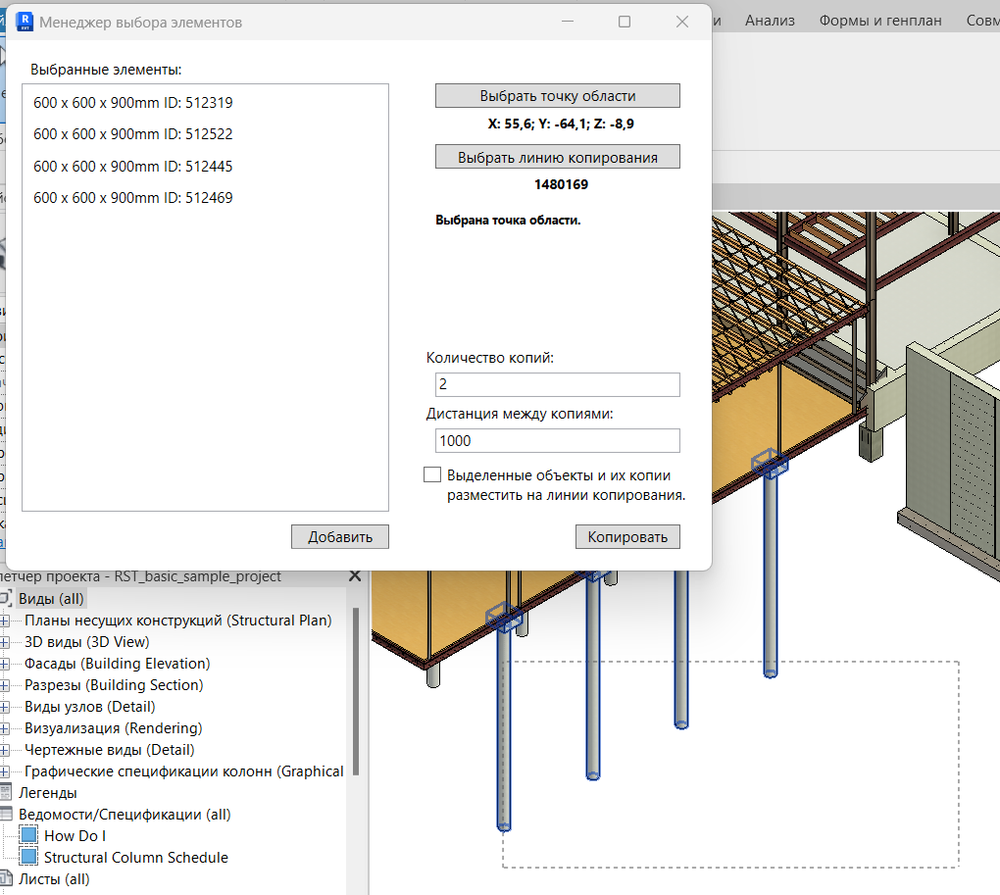 Менеджер выбора элементов
и Анализ Формы и генплан Совм
Выбранные элементы:
600 x 600 x 900mm ID: 512319
600 x 600 x 900mm ID: 512522
600 x 600 x 900mm ID: 512445
600 x 600 x 900mm ID: 512469
Выбрать точку области
X: 55,6; Y: -64,1; Z: -8,9
Выбрать линию копирования
1480169
Выбрана точка области.
Количество копий:
2
Дистанция между копиями:
1000
Выделенные объекты и их копии
разместить на линии копирования.
Добавить
Копировать
етчер проекта - RST_basic_sample_project
Виды (all)
Планы несущих конструкций (Structural Plan)
3D виды (3D View)
Фасады (Building Elevation)
Разрезы (Building Section)
Виды узлов (Detail)
Визуализация (Rendering)
Чертежные виды (Detail)
Графические спецификации колонн (Graphical
Легенды
Ведомости/Спецификации (all)
How Do I
Structural Column Schedule
Листы (all)